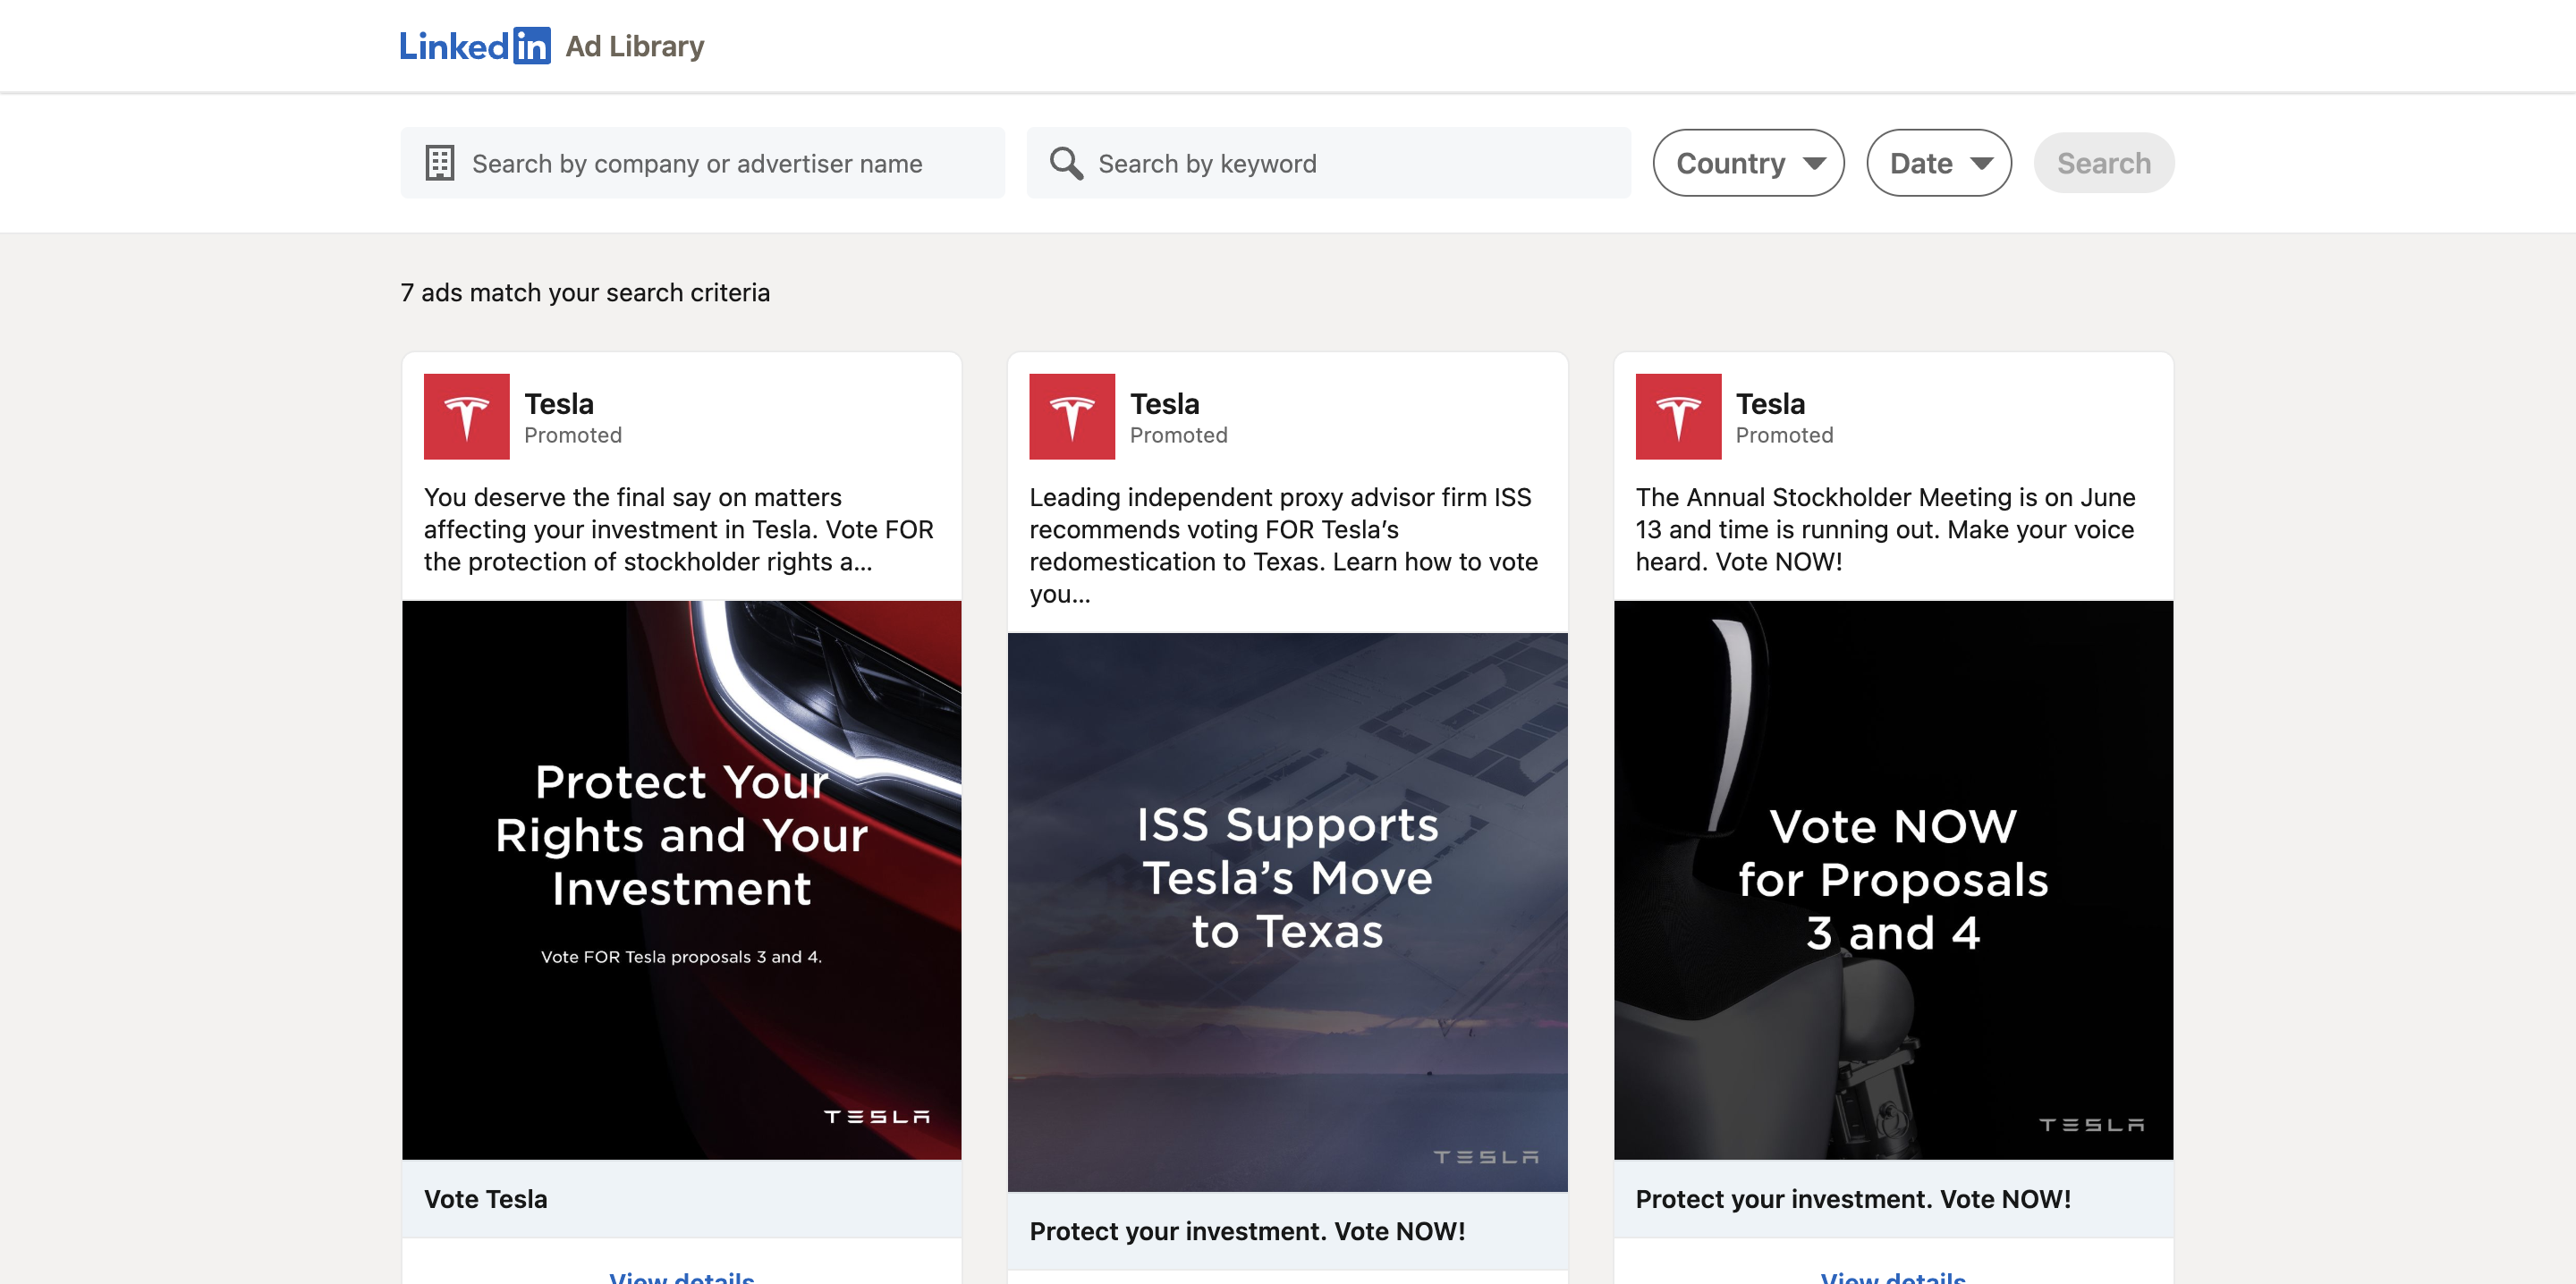 LinkedIn Ad Library
Search by company or advertiser name
Search by keyword
Country
Date
Search
7 ads match your search criteria
Tesla
Promoted
You deserve the final say on matters
affecting your investment in Tesla. Vote FOR
the protection of stockholder rights a...
Protect Your
Rights and Your
Investment
Vote FOR Tesla proposals 3 and 4.
TESLA
Vote Tesla
View details
Tesla
Promoted
Leading independent proxy advisor firm ISS
recommends voting FOR Tesla’s
redomestication to Texas. Learn how to vote
you...
ISS Supports
Tesla’s Move
to Texas
TESLA
Protect your investment. Vote NOW!
Tesla
Promoted
The Annual Stockholder Meeting is on June
13 and time is running out. Make your voice
heard. Vote NOW!
Vote NOW
for Proposals
3 and 4
TESLA
Protect your investment. Vote NOW!
View details